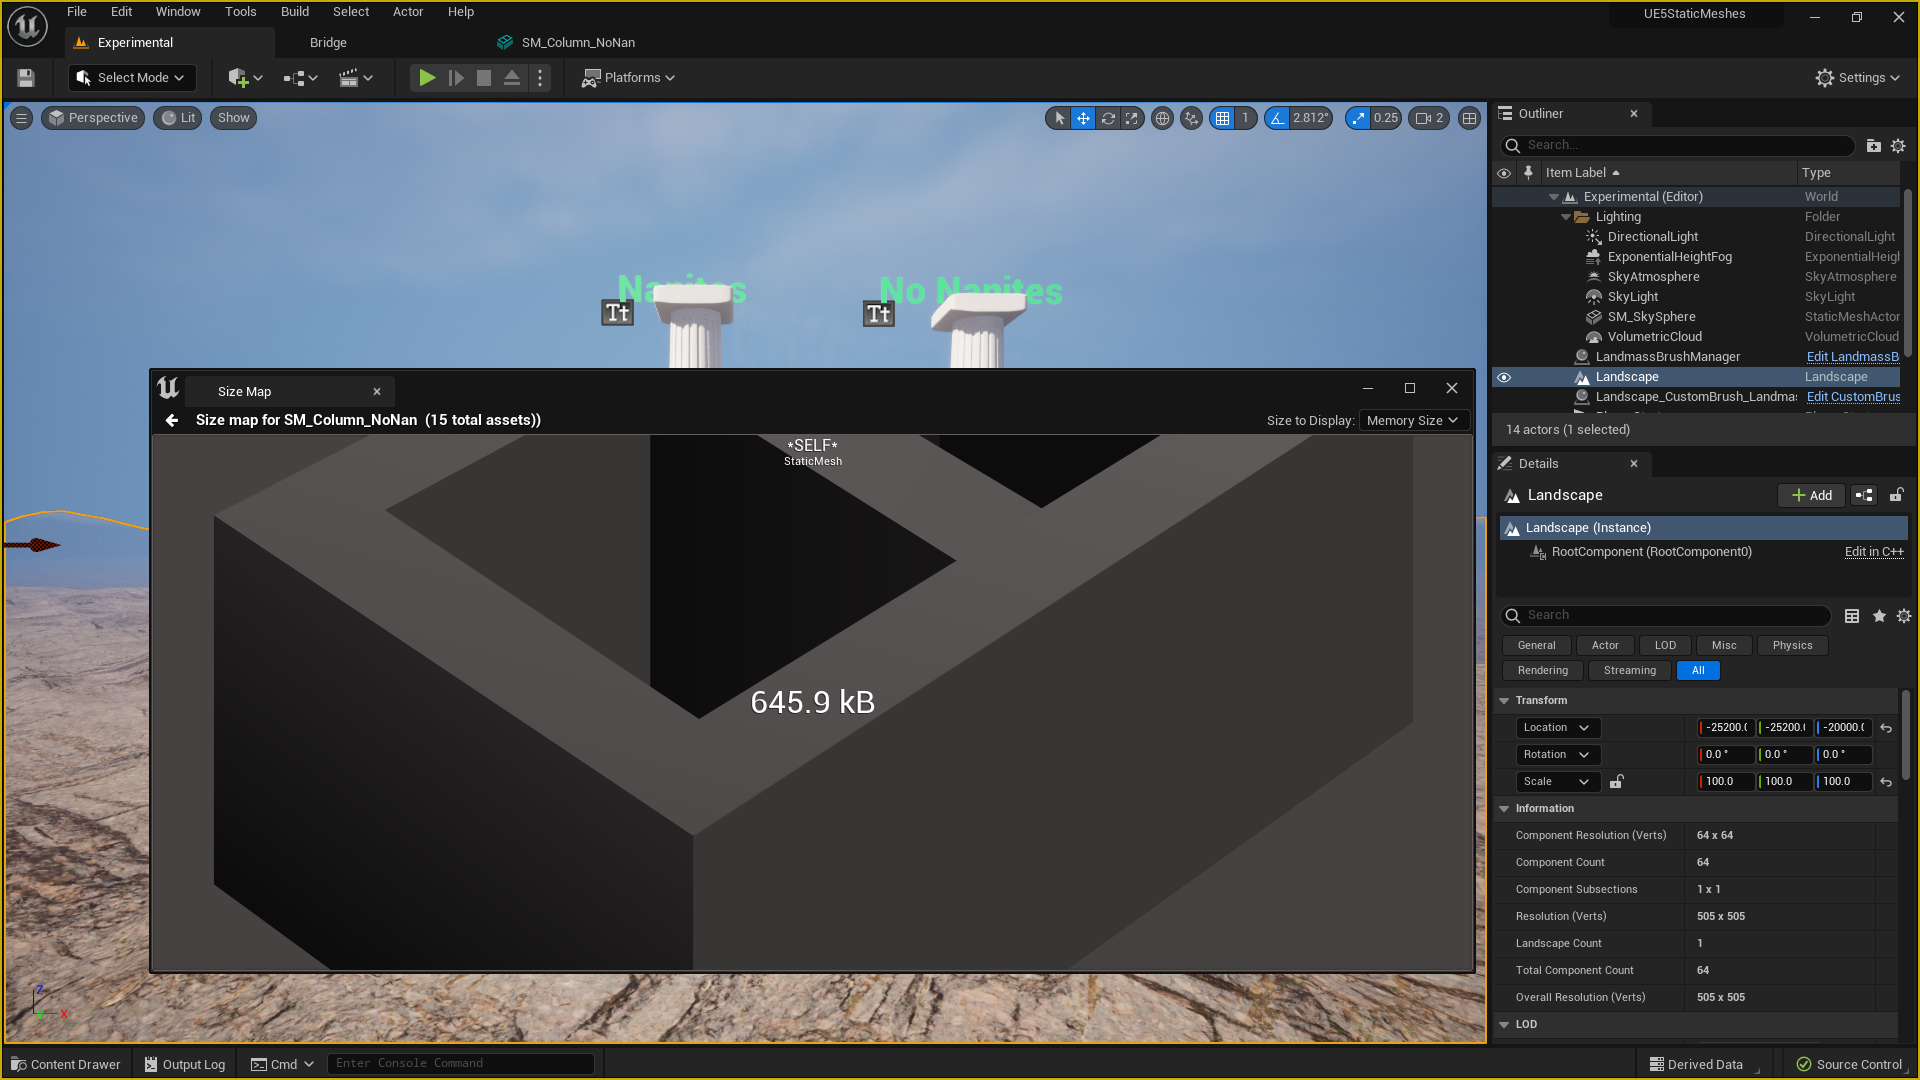 File Edit Window Tools Build Select Actor Help
UE5StaticMeshes
Experimental
Bridge
SM_Column_NoNan
Select Mode
Platforms
Settings
Perspective
Lit
Show
1
2.812°
0.25
2
Outliner
Search...
Item Label
Type
Experimental (Editor) World
Lighting Folder
DirectionalLight DirectionalLight
ExponentialHeightFog ExponentialHeigh
SkyAtmosphere SkyAtmosphere
SkyLight SkyLight
SM_SkySphere StaticMeshActor
VolumetricCloud VolumetricCloud
LandmassBrushManager Edit LandmassB
Landscape Landscape
Landscape_CustomBrush_Landmas Edit CustomBrus
14 actors (1 selected)
Nanites
No Nanites
Tt
Tt
Size Map
Size map for SM_Column_NoNan (15 total assets))
Size to Display: Memory Size
*SELF*
StaticMesh
645.9 kB
Details
Landscape
Add
Landscape (Instance)
RootComponent (RootComponent0) Edit in C++
Search
General Actor LOD Misc Physics
Rendering Streaming All
Transform
Location -25200.( -25200.( -20000.(
Rotation 0.0 ° 0.0 ° 0.0 °
Scale 100.0 100.0 100.0
Information
Component Resolution (Verts) 64 x 64
Component Count 64
Component Subsections 1 x 1
Resolution (Verts) 505 x 505
Landscape Count 1
Total Component Count 64
Overall Resolution (Verts) 505 x 505
LOD
Z
Y
X
Content Drawer
Output Log
Cmd
Enter Console Command
Derived Data
Source Control